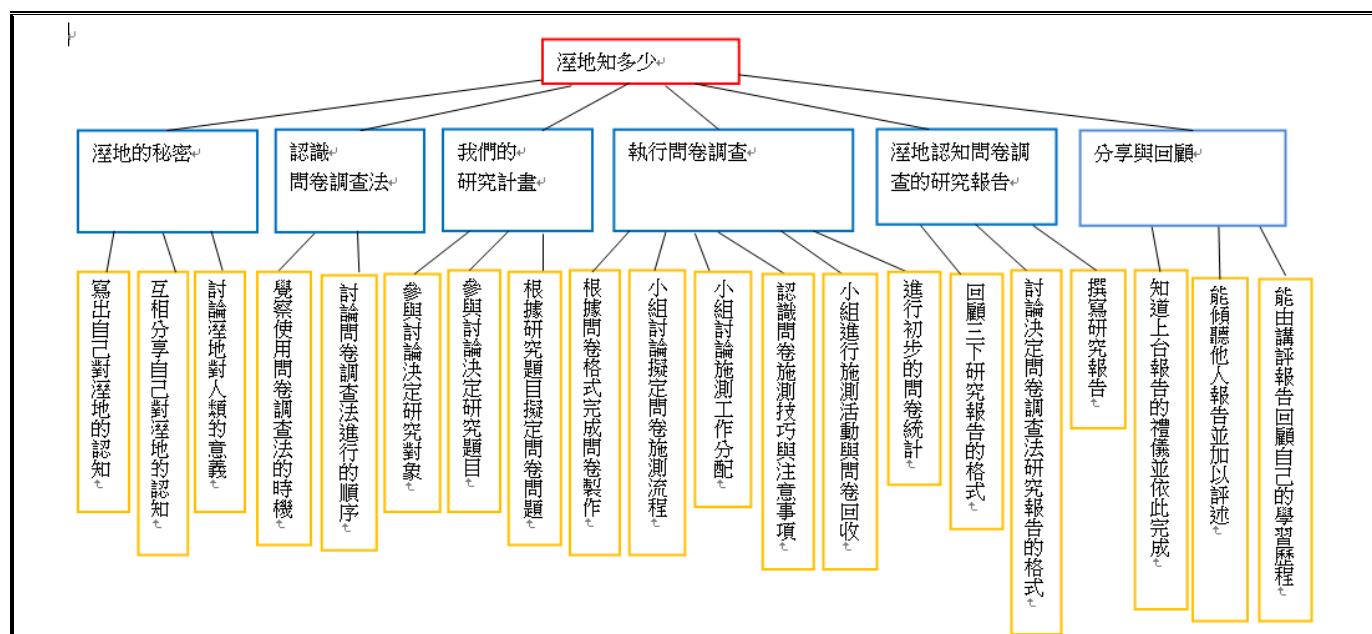 溼地知多少
溼地的秘密
認識
問卷調查法
我們的
研究計畫
執行問卷調查
溼地認知問卷調
查的研究報告
分享與回顧
寫出自己對溼地的認知
互相分享自己對溼地的認知
討論溼地對人類的意義
覺察使用問卷調查法的時機
討論問卷調查法進行的順序
參與討論決定研究對象
參與討論決定研究題目
根據研究題目擬定問卷問題
根據問卷格式完成問卷製作
小組討論擬定問卷施測流程
小組討論施測工作分配
認識問卷施測技巧與注意事項
小組進行施測活動與問卷回收
進行初步的問卷統計
回顧三下研究報告的格式
討論決定問卷調查法研究報告的格式
撰寫研究報告
知道上台報告的禮儀並依此完成
能傾聽他人報告並加以評述
能由講評報告回顧自己的學習歷程